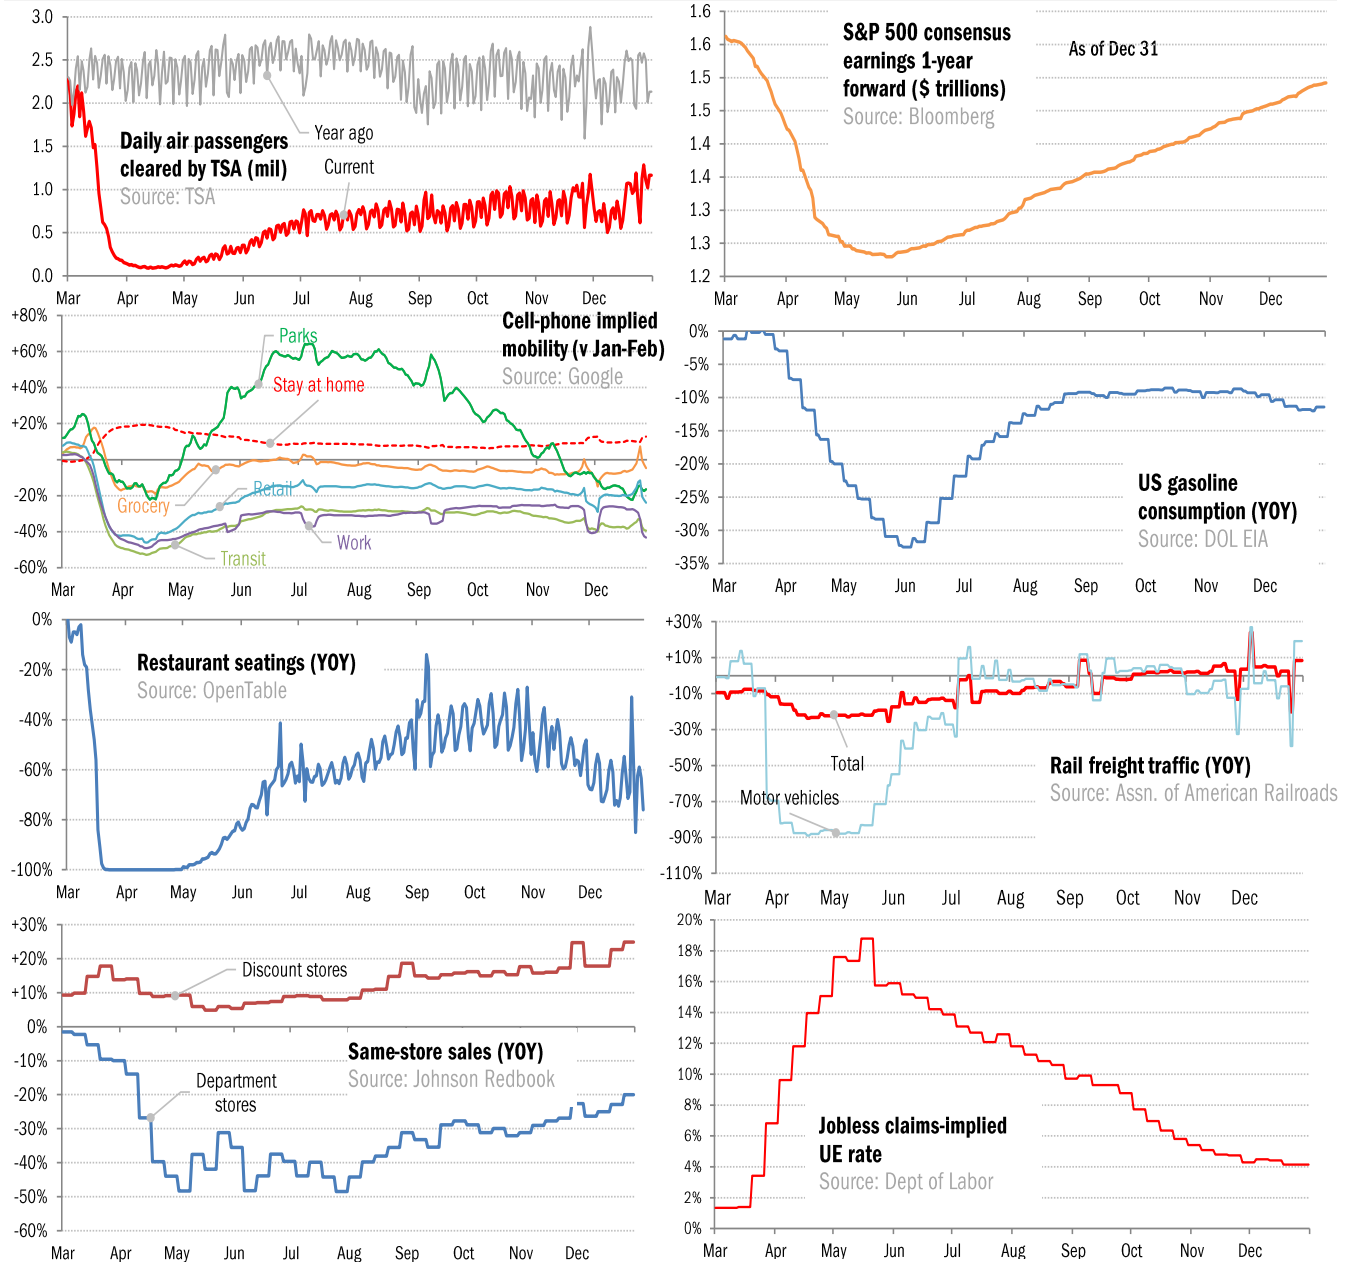 3.0
2.5
2.0
1.5
1.0
0.5
0.0
Daily air passengers
cleared by TSA (mil)
Source: TSA
Year ago
Current
Mar Apr May Jun Jul Aug Sep Oct Nov Dec
1.6
1.6
1.5
1.5
1.4
1.4
1.3
1.3
1.2
S&P 500 consensus
earnings 1-year
forward ($ trillions)
Source: Bloomberg
As of Dec 31
Mar Apr May Jun Jul Aug Sep Oct Nov Dec
+80%
+60%
+40%
+20%
-20%
-40%
-60%
Cell-phone implied
mobility (v Jan-Feb)
Source: Google
Parks
Stay at home
Grocery
Retail
Work
Transit
Mar Apr May Jun Jul Aug Sep Oct Nov Dec
0%
-5%
-10%
-15%
-20%
-25%
-30%
-35%
US gasoline
consumption (YOY)
Source: DOL EIA
Mar Apr May Jun Jul Aug Sep Oct Nov Dec
0%
-20%
-40%
-60%
-80%
-100%
Restaurant seatings (YOY)
Source: OpenTable
Mar Apr May Jun Jul Aug Sep Oct Nov Dec
+30%
+10%
-10%
-30%
-50%
-70%
-90%
-110%
Total
Motor vehicles
Rail freight traffic (YOY)
Source: Assn. of American Railroads
Mar Apr May Jun Jul Aug Sep Oct Nov Dec
+30%
+20%
+10%
0%
-10%
-20%
-30%
-40%
-50%
-60%
Discount stores
Same-store sales (YOY)
Source: Johnson Redbook
Department
stores
Mar Apr May Jun Jul Aug Sep Oct Nov Dec
20%
18%
16%
14%
12%
10%
8%
6%
4%
2%
0%
Jobless claims-implied
UE rate
Source: Dept of Labor
Mar Apr May Jun Jul Aug Sep Oct Nov Dec